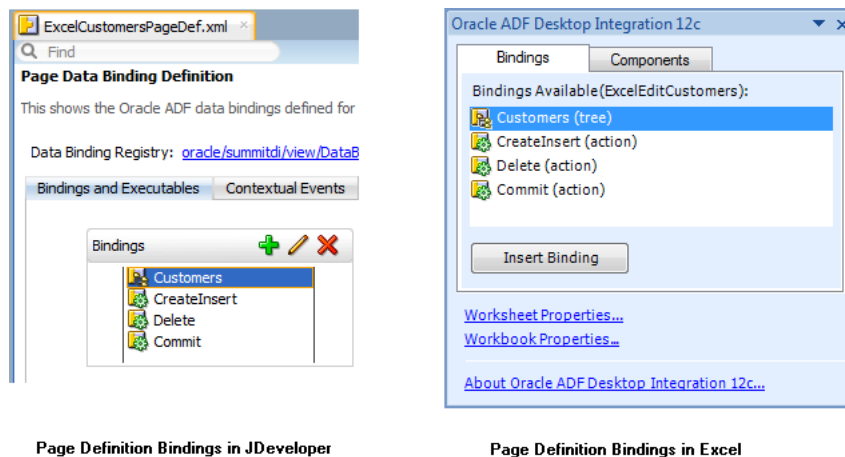 ExcelCustomersPageDef.xml
Find
Page Data Binding Definition
This shows the Oracle ADF data bindings defined for
Data Binding Registry: oracle/summitdi/view/DataB
Bindings and Executables Contextual Events
Bindings
Customers
CreateInsert
Delete
Commit
Page Definition Bindings in JDeveloper
Oracle ADF Desktop Integration 12c
Bindings Components
Bindings Available(ExcelEditCustomers):
Customers (tree)
CreateInsert (action)
Delete (action)
Commit (action)
Insert Binding
Worksheet Properties...
Workbook Properties...
About Oracle ADF Desktop Integration 12c...
Page Definition Bindings in Excel